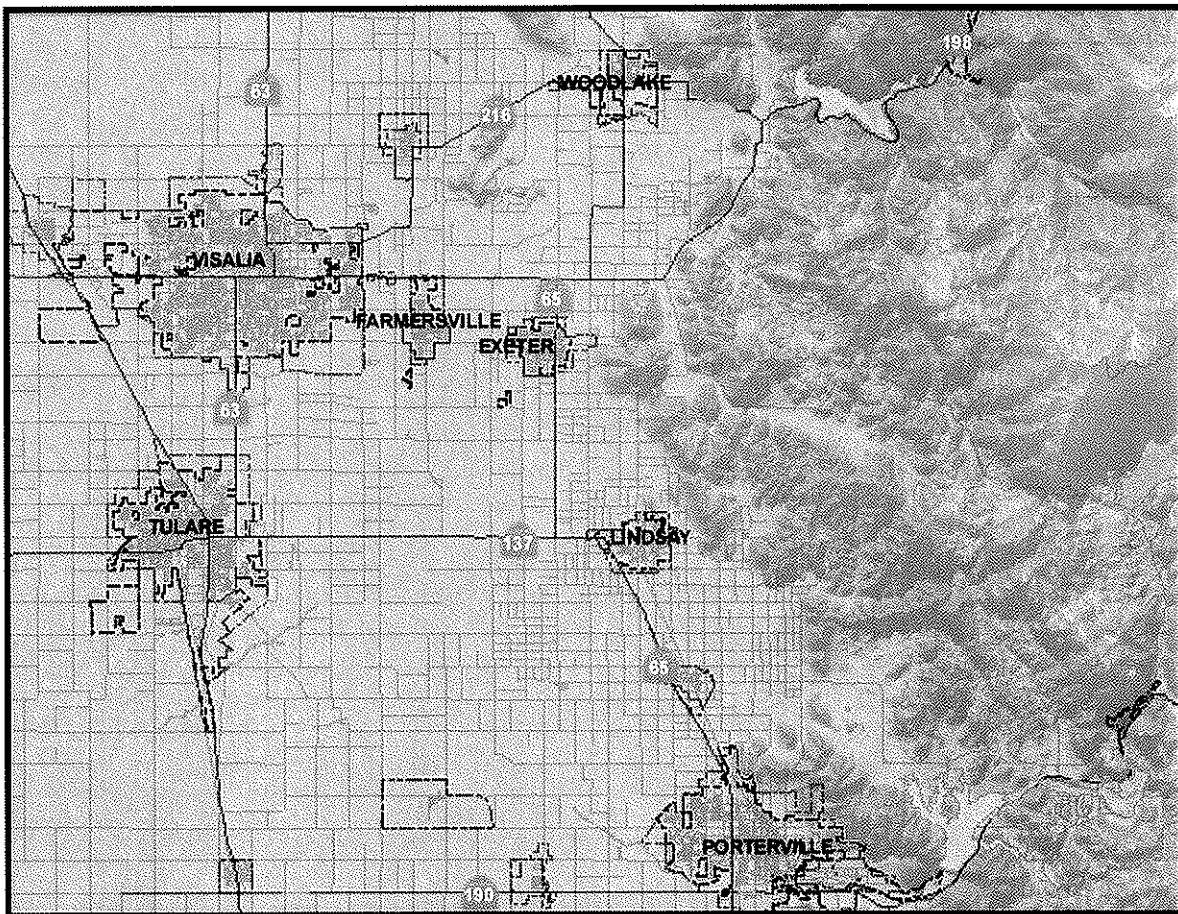 198
WOODLAKE
63
216
VISALIA
65
FARMERSVILLE
EXETER
63
TULARE
137
LINDSAY
65
PORTERVILLE
190